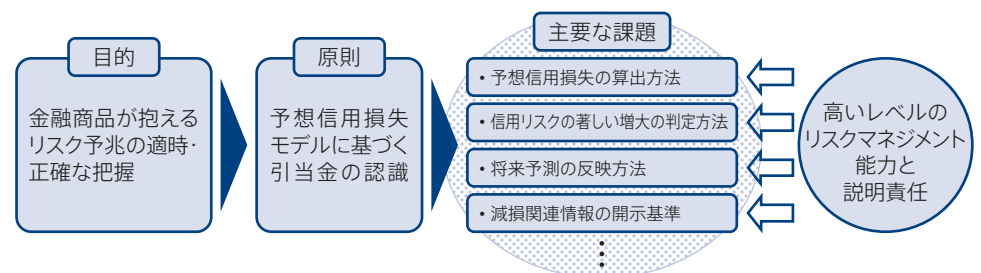 目的
金融商品が抱える
リスク予兆の適時・
正確な把握
原則
予想信用損失
モデルに基づく
引当金の認識
主要な課題
・予想信用損失の算出方法
・信用リスクの著しい増大の判定方法
・将来予測の反映方法
・減損関連情報の開示基準
⋮
高いレベルの
リスクマネジメント
能力と
説明責任